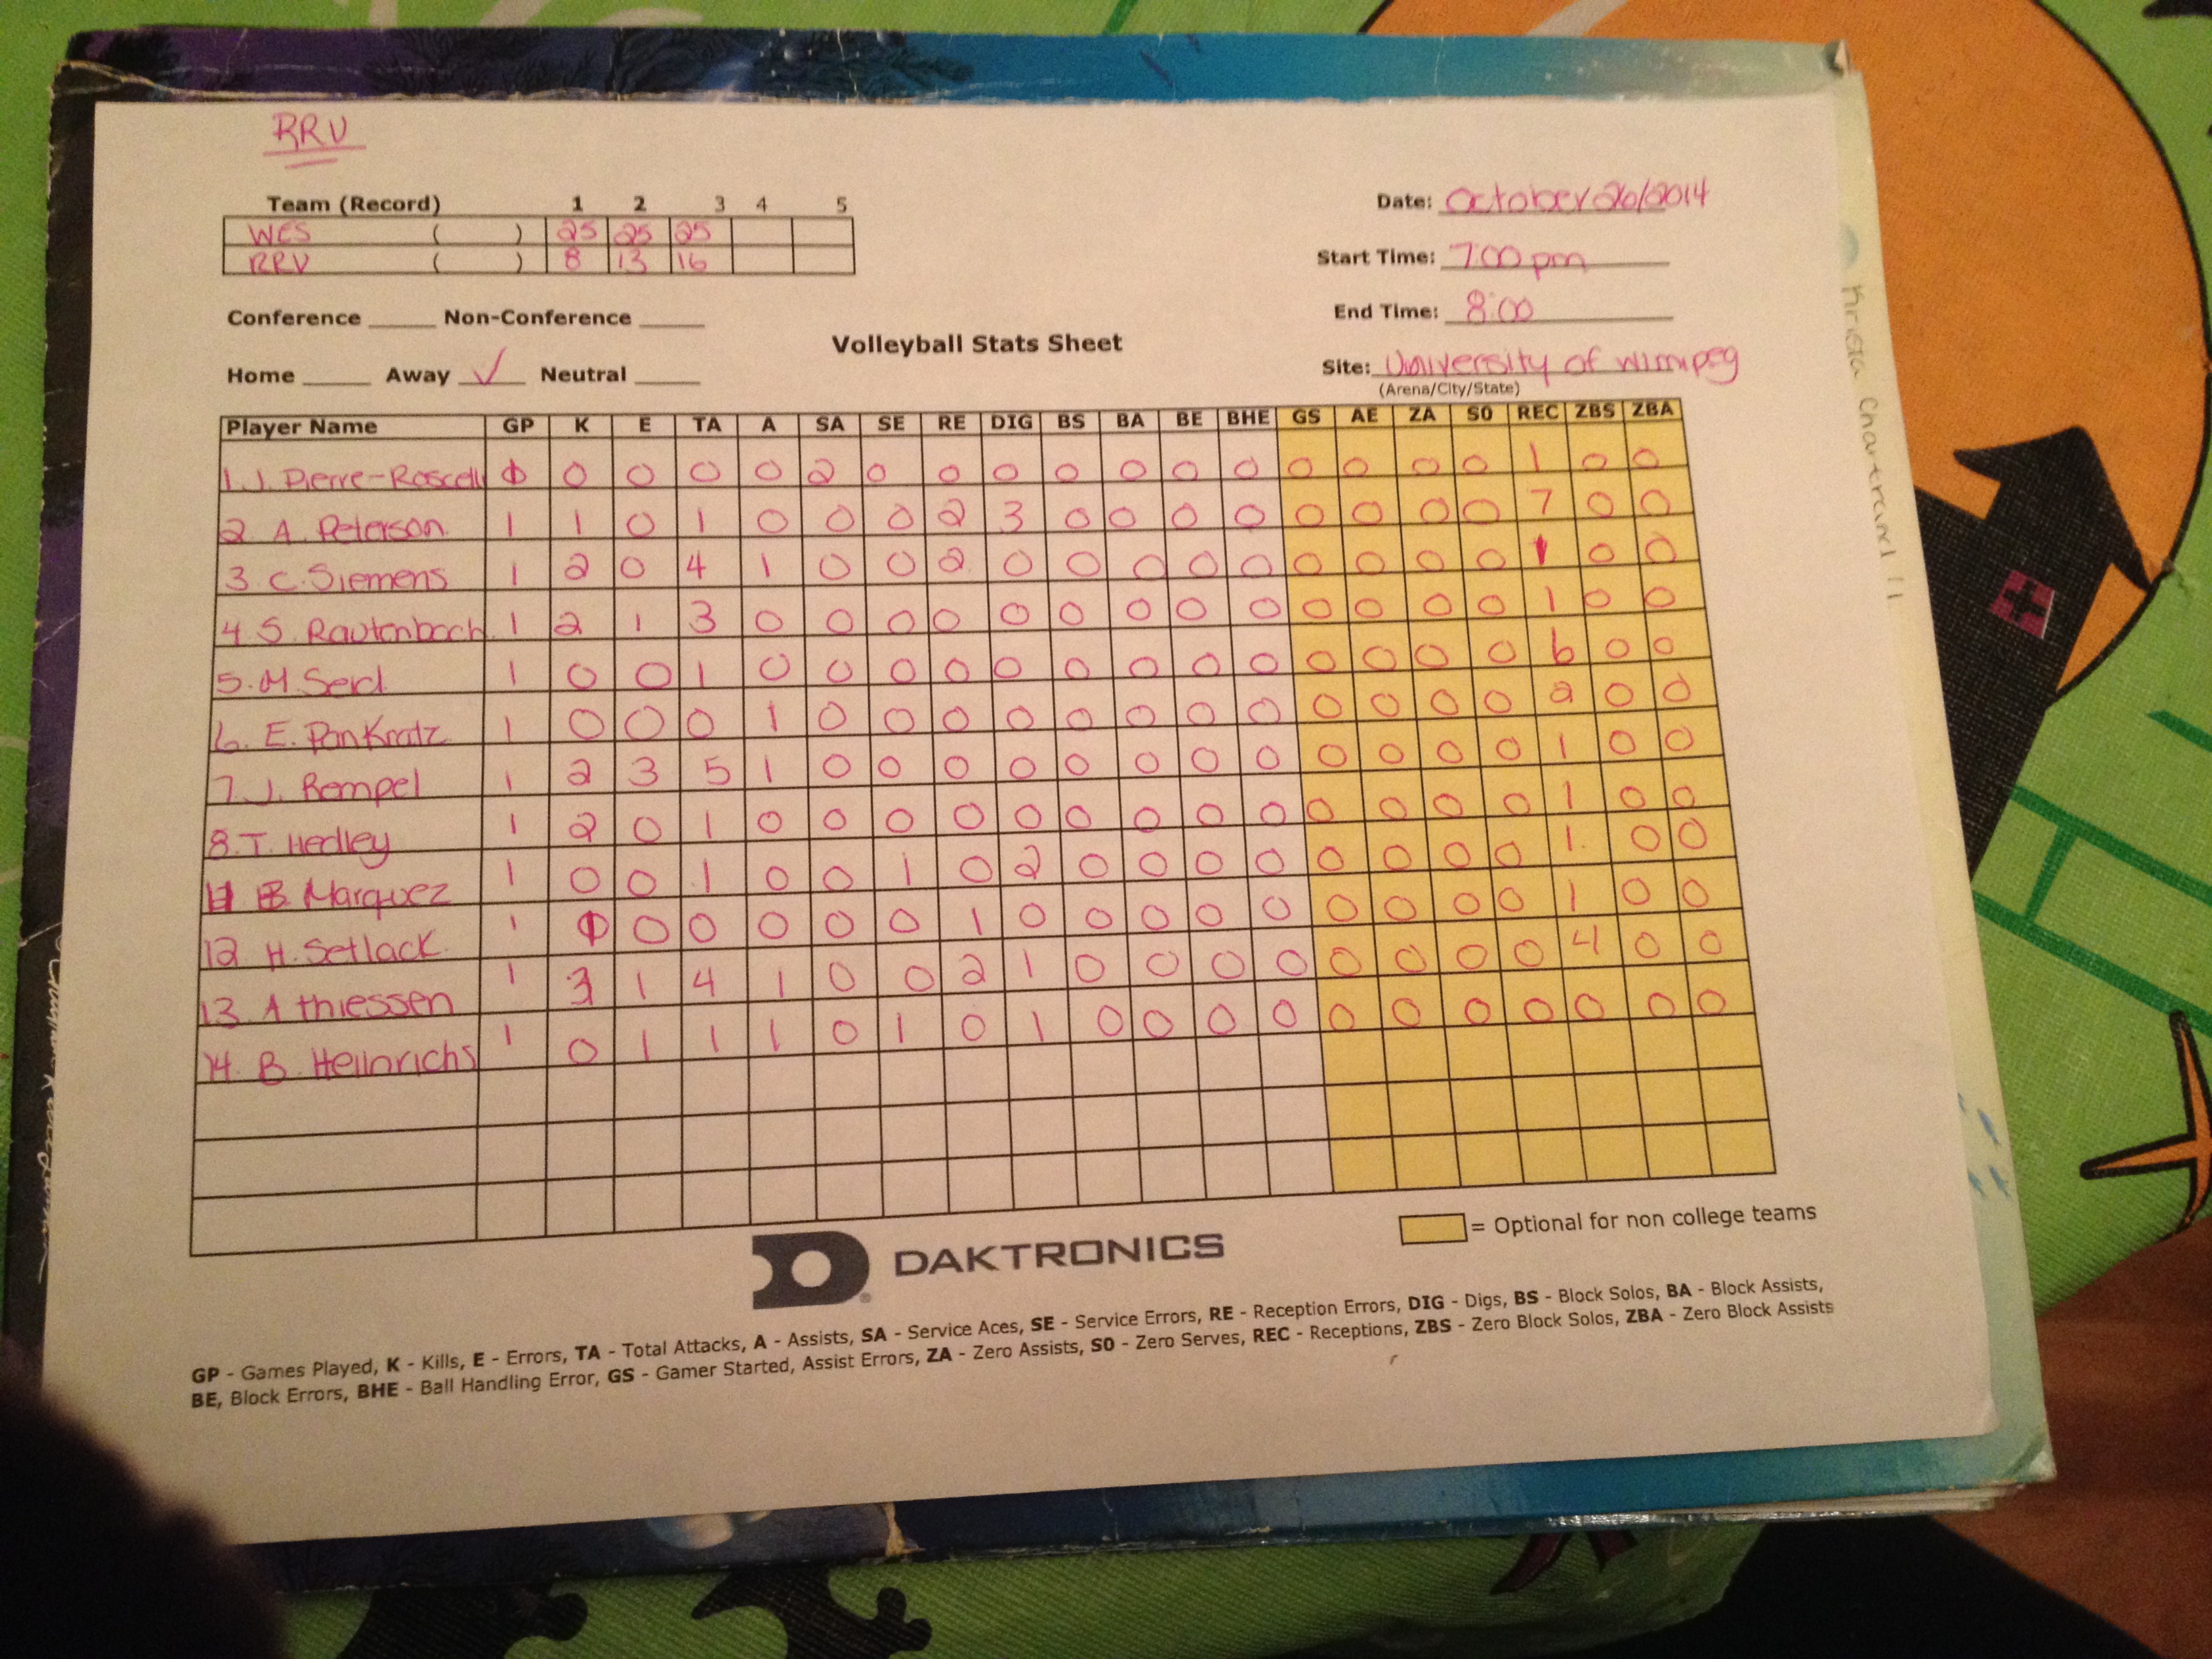 RRV
Team (Record) 1 2 3 4 5
WCS ( ) 25 25 25
RRV ( ) 8 13 16
Date: October 26/2014
Start Time: 7:00 pm
End Time: 8:00
Site: University of Winnipeg
(Arena/City/State)
Conference Non-Conference
Home Away ✓ Neutral
Volleyball Stats Sheet
Player Name GP K E TA A SA SE RE DIG BS BA BE BHE GS AE ZA S0 REC ZBS ZBA
1. J. Pierre-Roscelli 1 0 0 0 0 2 0 0 0 0 0 0 0 0 0 0 0 1 0 0
2 A. Peterson 1 1 0 1 0 0 0 2 3 0 0 0 0 0 0 0 0 7 0 0
3 C. Siemens 1 2 0 4 1 0 0 2 0 0 0 0 0 0 0 0 0 1 0 0
4 S. Rautenbach 1 2 1 3 0 0 0 0 0 0 0 0 0 0 0 0 0 1 0 0
5. M. Seid 1 0 0 1 0 0 0 0 0 0 0 0 0 0 0 0 0 6 0 0
6. E. PanKratz 1 0 0 0 1 0 0 0 0 0 0 0 0 0 0 0 0 2 0 0
7. J. Rempel 1 2 3 5 1 0 0 0 0 0 0 0 0 0 0 0 0 1 0 0
8. T. Hedley 1 2 0 1 0 0 0 0 0 0 0 0 0 0 0 0 0 1 0 0
11 B. Marquez 1 0 0 1 0 0 1 0 2 0 0 0 0 0 0 0 0 1 0 0
12 H. Setlack 1 1 0 0 0 0 0 1 0 0 0 0 0 0 0 0 0 1 0 0
13. A thiessen 1 3 1 4 1 0 0 2 1 0 0 0 0 0 0 0 0 4 0 0
14. B. Heinrichs 1 0 1 1 1 0 1 0 1 0 0 0 0 0 0 0 0 0 0 0
= Optional for non college teams
DAKTRONICS
GP - Games Played, K - Kills, E - Errors, TA - Total Attacks, A - Assists, SA - Service Aces, SE - Service Errors, RE - Reception Errors, DIG - Digs, BS - Block Solos, BA - Block Assists,
BE, Block Errors, BHE - Ball Handling Error, GS - Gamer Started, Assist Errors, ZA - Zero Assists, S0 - Zero Serves, REC - Receptions, ZBS - Zero Block Solos, ZBA - Zero Block Assists
Krista Chartrand 11